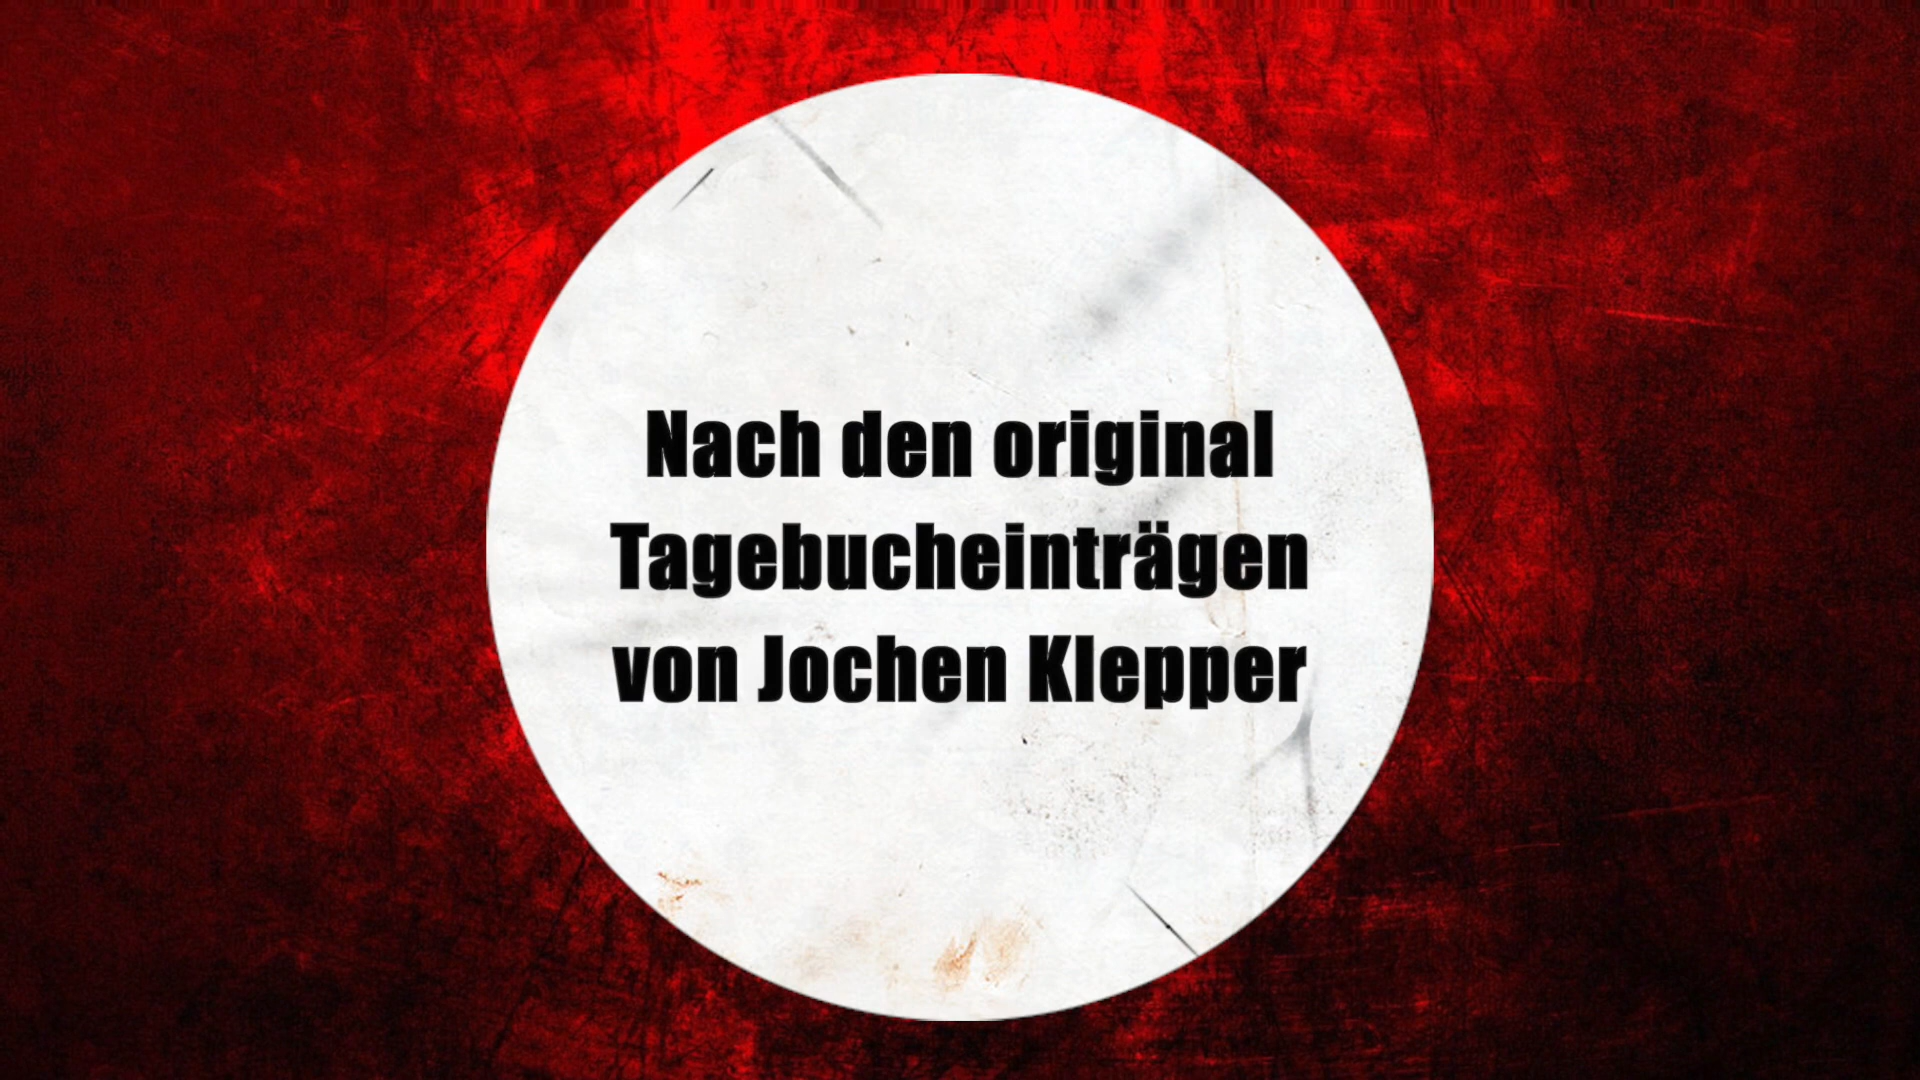 Nach den original
Tagebucheinträgen
von Jochen Klepper